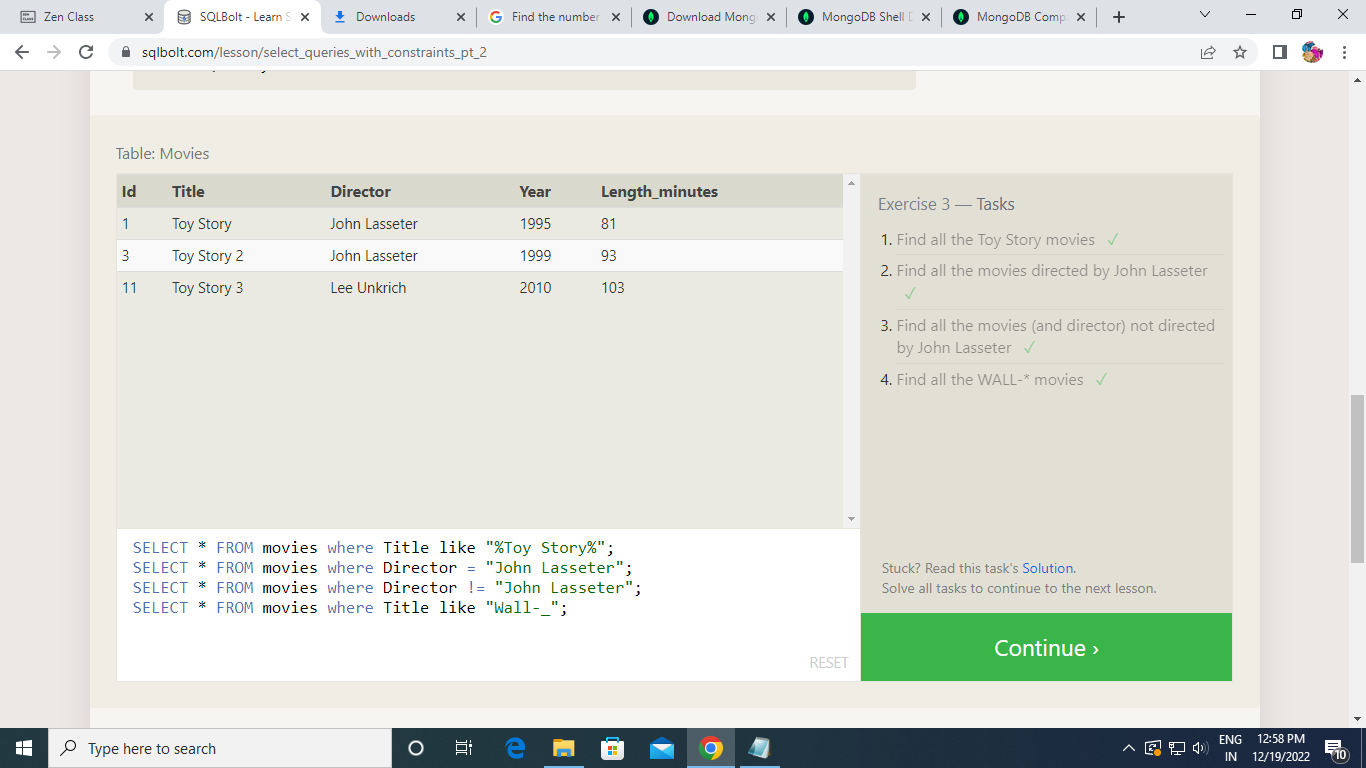 Zen Class
SQLBolt - Learn S
Downloads
Find the number
Download Mong
MongoDB Shell D
MongoDB Comp
sqlbolt.com/lesson/select_queries_with_constraints_pt_2
Table: Movies
Id Title Director Year Length_minutes
1 Toy Story John Lasseter 1995 81
3 Toy Story 2 John Lasseter 1999 93
11 Toy Story 3 Lee Unkrich 2010 103
SELECT * FROM movies where Title like "%Toy Story%";
SELECT * FROM movies where Director = "John Lasseter";
SELECT * FROM movies where Director != "John Lasseter";
SELECT * FROM movies where Title like "Wall-_";
RESET
Exercise 3 — Tasks
1. Find all the Toy Story movies ✓
2. Find all the movies directed by John Lasseter
✓
3. Find all the movies (and director) not directed
by John Lasseter ✓
4. Find all the WALL-* movies ✓
Stuck? Read this task's Solution.
Solve all tasks to continue to the next lesson.
Continue ›
Type here to search
ENG
IN
12:58 PM
12/19/2022
10